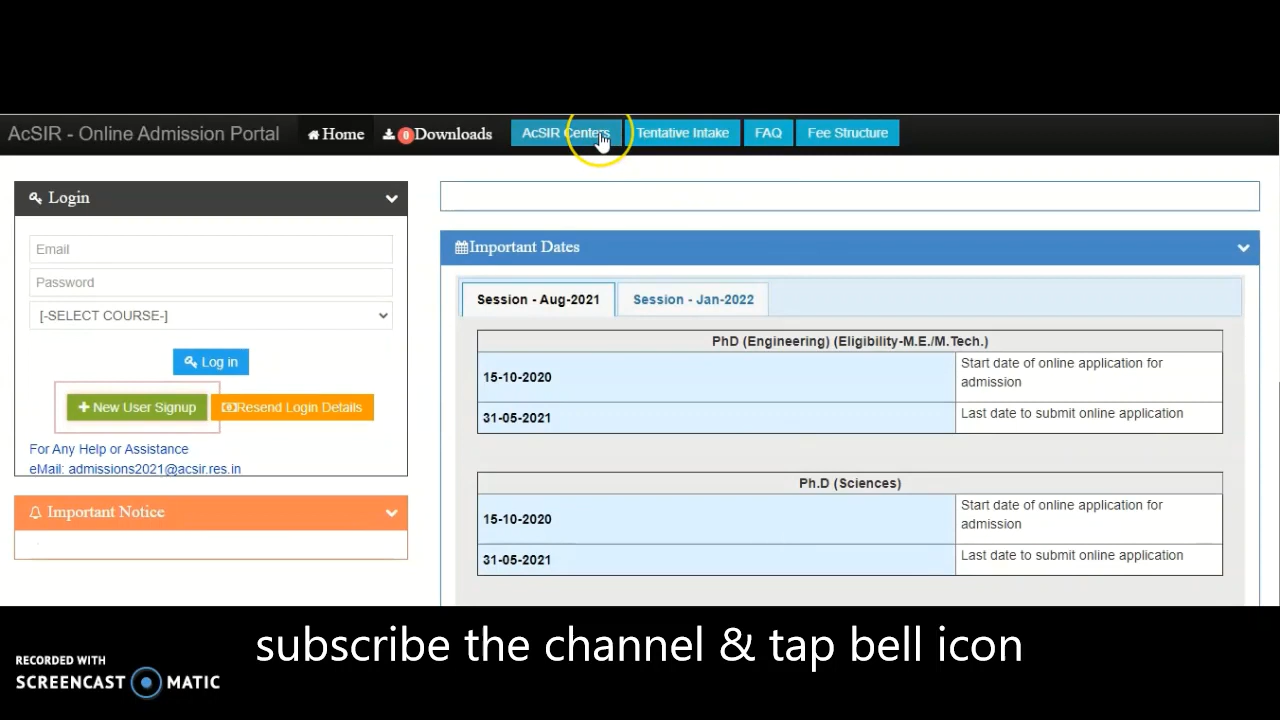 AcSIR - Online Admission Portal
Home
0
Downloads
AcSIR Centers
Tentative Intake
FAQ
Fee Structure
Login
Email
Password
[-SELECT COURSE-]
Log in
New User Signup
Resend Login Details
For Any Help or Assistance
eMail: admissions2021@acsir.res.in
Important Notice
Important Dates
Session - Aug-2021
Session - Jan-2022
PhD (Engineering) (Eligibility-M.E./M.Tech.)
15-10-2020
Start date of online application for
admission
31-05-2021
Last date to submit online application
Ph.D (Sciences)
15-10-2020
Start date of online application for
admission
31-05-2021
Last date to submit online application
subscribe the channel & tap bell icon
RECORDED WITH
SCREENCAST MATIC